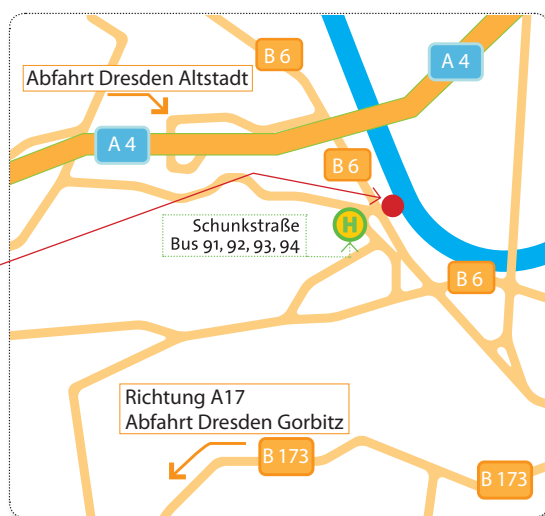 B 6
A 4
Abfahrt Dresden Altstadt
A 4
B 6
H
Schunkstraße
Bus 91, 92, 93, 94
B 6
Richtung A17
Abfahrt Dresden Gorbitz
B 173
B 173